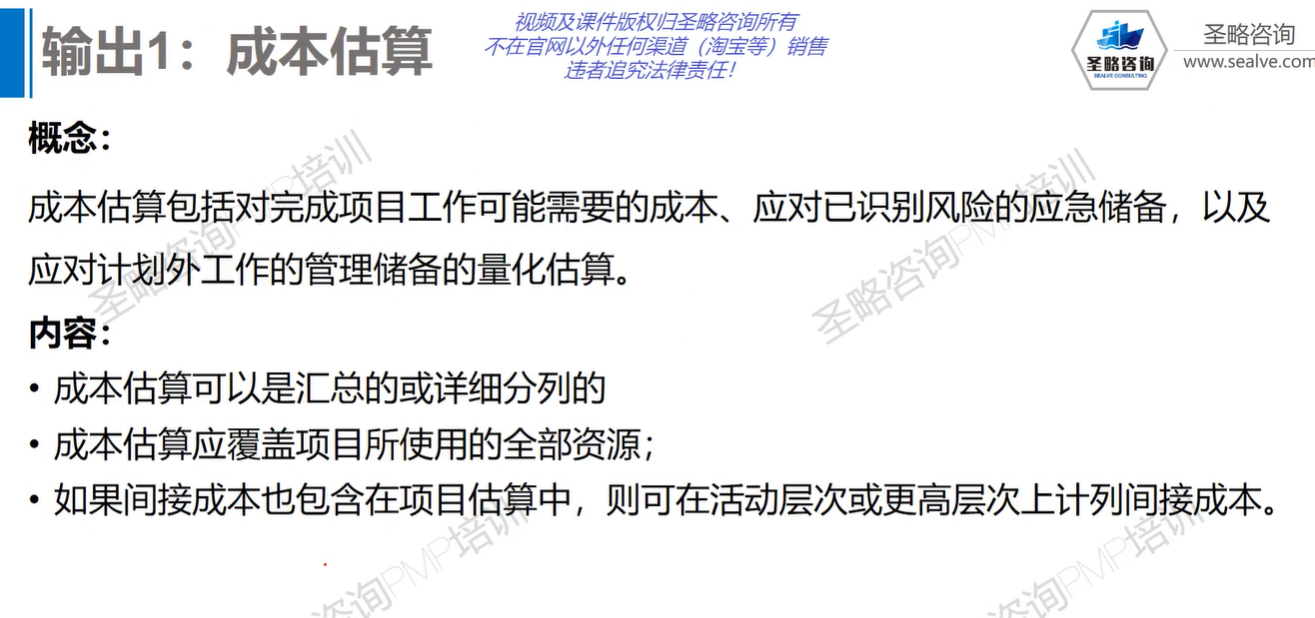 输出1：成本估算
视频及课件版权归圣略咨询所有
不在官网以外任何渠道（淘宝等）销售
违者追究法律责任！
圣略咨询
SEALVE CONSULTING
圣略咨询
www.sealve.com
概念：
成本估算包括对完成项目工作可能需要的成本、应对已识别风险的应急储备，以及
应对计划外工作的管理储备的量化估算。
内容：
• 成本估算可以是汇总的或详细分列的
• 成本估算应覆盖项目所使用的全部资源；
• 如果间接成本也包含在项目估算中，则可在活动层次或更高层次上计列间接成本。
圣略咨询PMP培训
圣略咨询PMP培训
咨询PMP培训
咨询PMP培训